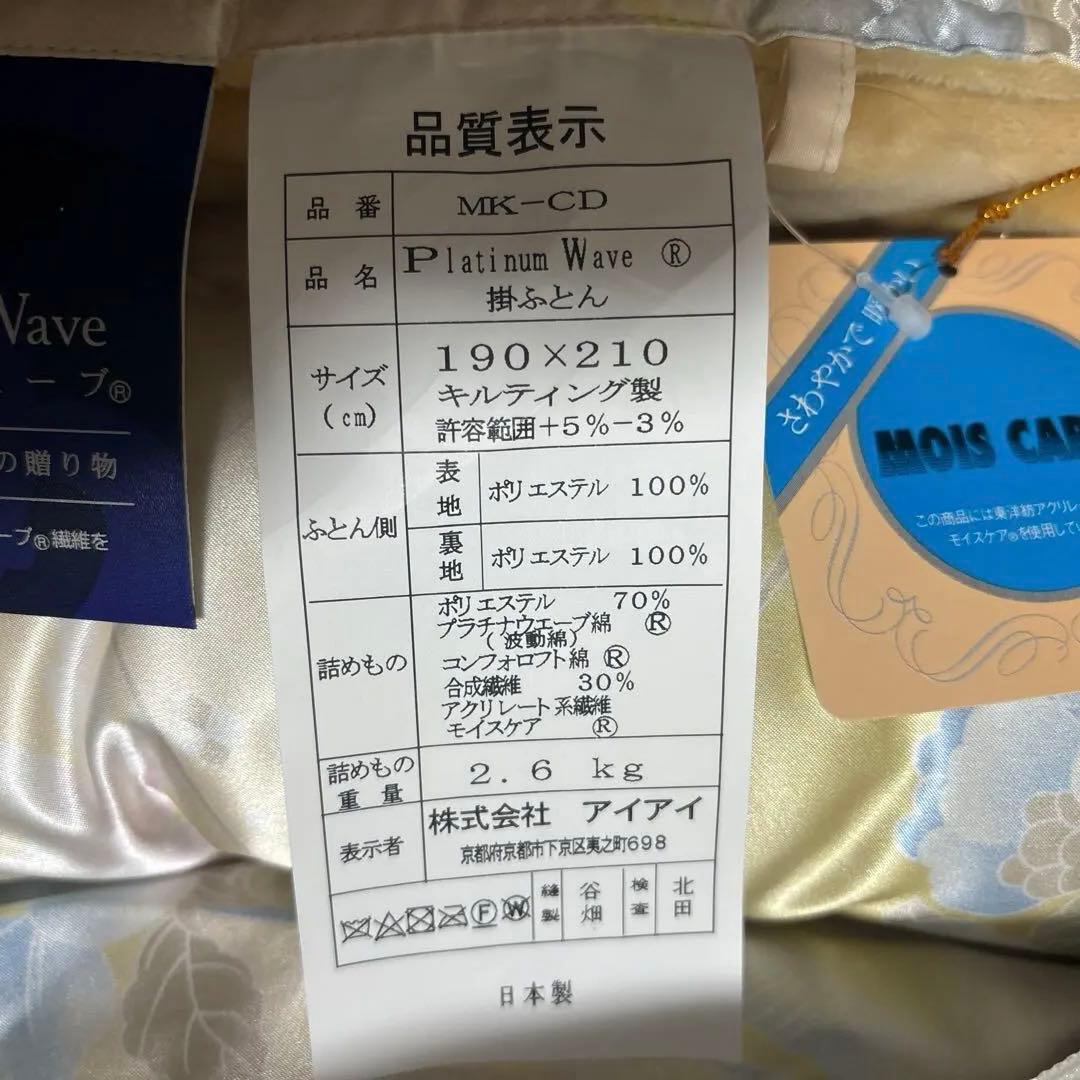 品質表示
品番 MK-CD
品名 Platinum Wave ®
掛ふとん
サイズ(cm) 190×210
キルティング製
許容範囲+5%-3%
ふとん側 表地 ポリエステル 100%
裏地 ポリエステル 100%
詰めもの ポリエステル 70%
プラチナウエーブ綿 ®
(波動綿)
コンフォロフト綿 ®
合成繊維 30%
アクリレート系繊維
モイスケア ®
詰めもの重量 2.6 kg
表示者 株式会社 アイアイ
京都府京都市下京区夷之町698
F W 縫製 谷畑 検査 北田
日本製
Wave
ーブ®
の贈り物
ーブ®繊維を
さわやかで暖かい
MOIS CAR
この商品には東洋紡アクリレ
モイスケア®を使用してい